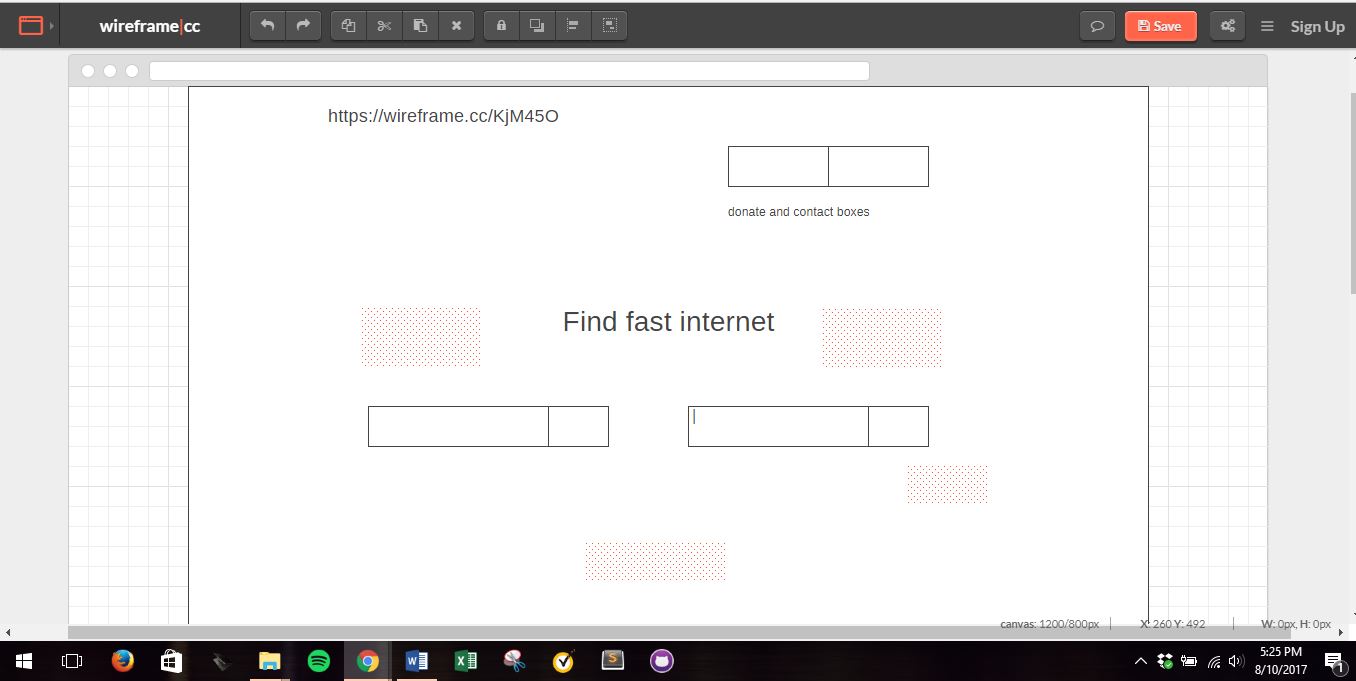 wireframe|cc
Save
Sign Up
https://wireframe.cc/KjM45O
donate and contact boxes
Find fast internet
canvas: 1200/800px | X: 260 Y: 492 | W: 0px, H: 0px
5:25 PM
8/10/2017
1